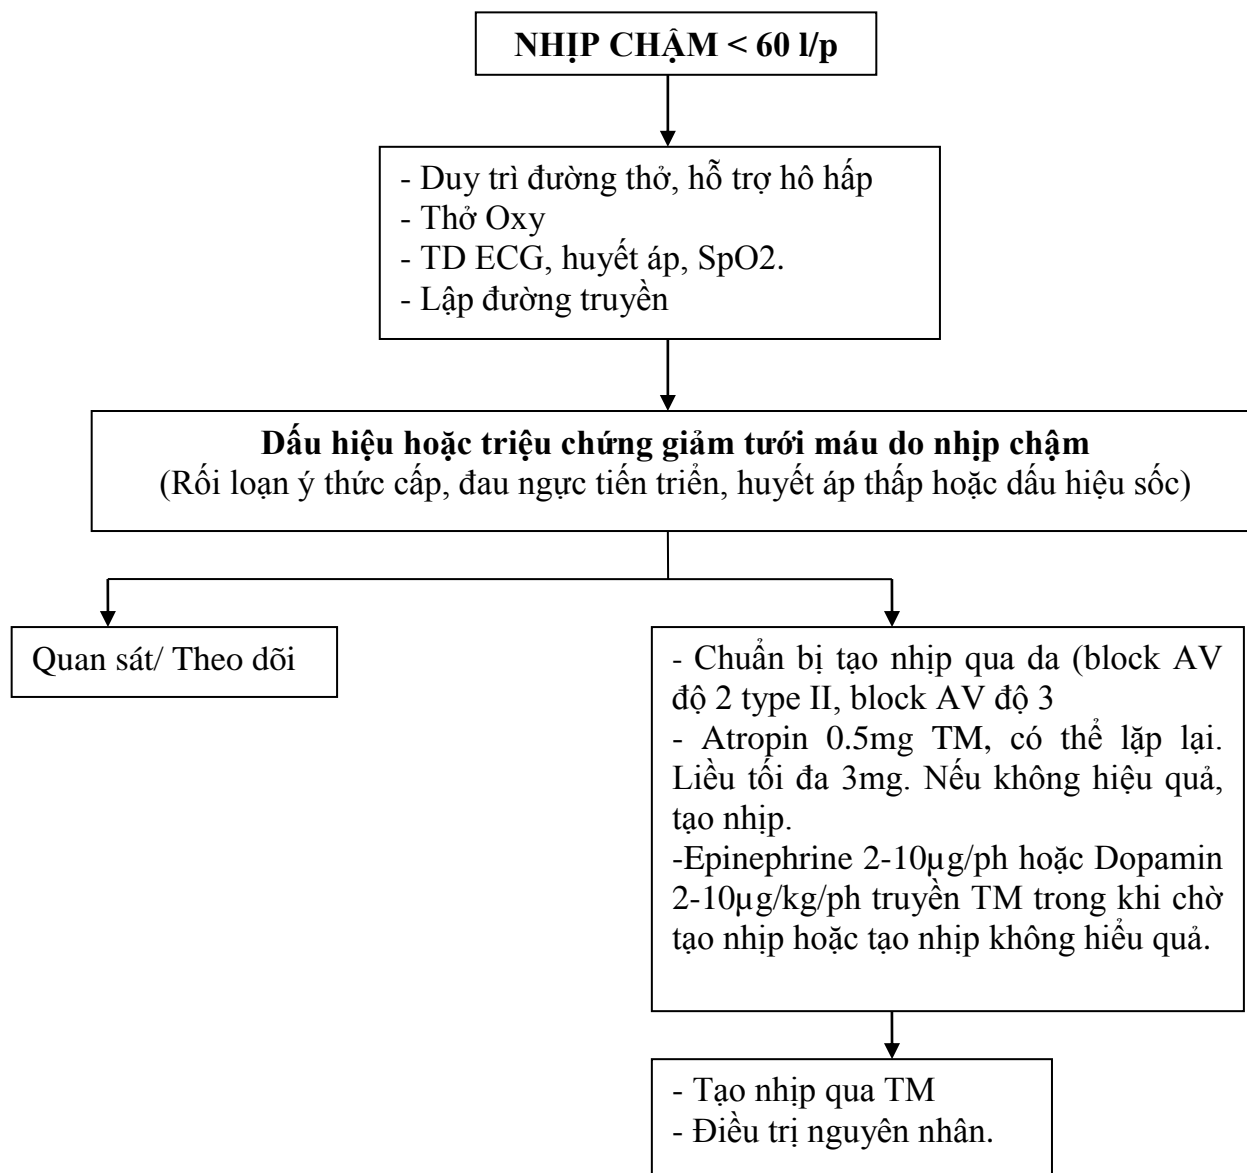 NHỊP CHẬM < 60 l/p
- Duy trì đường thở, hỗ trợ hô hấp
- Thở Oxy
- TD ECG, huyết áp, SpO2.
- Lập đường truyền
Dấu hiệu hoặc triệu chứng giảm tưới máu do nhịp chậm
(Rối loạn ý thức cấp, đau ngực tiến triển, huyết áp thấp hoặc dấu hiệu sốc)
Quan sát/ Theo dõi
- Chuẩn bị tạo nhịp qua da (block AV
độ 2 type II, block AV độ 3
- Atropin 0.5mg TM, có thể lặp lại.
Liều tối đa 3mg. Nếu không hiệu quả,
tạo nhịp.
-Epinephrine 2-10µg/ph hoặc Dopamin
2-10µg/kg/ph truyền TM trong khi chờ
tạo nhịp hoặc tạo nhịp không hiểu quả.
- Tạo nhịp qua TM
- Điều trị nguyên nhân.